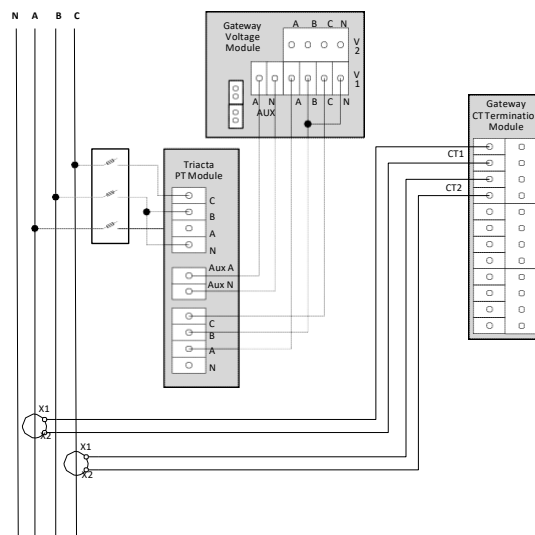 N A B C
Gateway
Voltage
Module
A B C N
V
2
V
1
A N A B C N
AUX
Gateway
CT Terminatio
Module
CT1
CT2
Triacta
PT Module
C
B
A
N
Aux A
Aux N
C
B
A
N
X1
X2
X1
X2